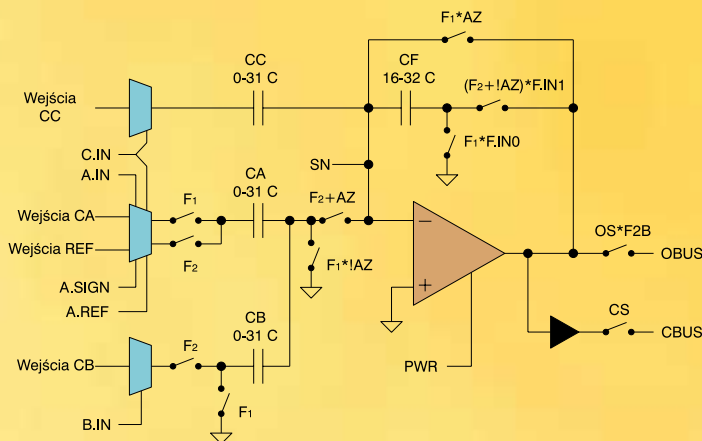 F₁*AZ
CC
0-31 C
CF
16-32 C
(F₂+!AZ)*F.IN1
Wejścia
CC
F₁*F.IN0
C.IN
A.IN
SN
CA
0-31 C
F₂+AZ
F₁
Wejścia CA
Wejścia REF
F₂
F₁*!AZ
−
+
OS*F2B
OBUS
A.SIGN
A.REF
CB
0-31 C
CS
CBUS
Wejścia CB
F₂
F₁
PWR
B.IN